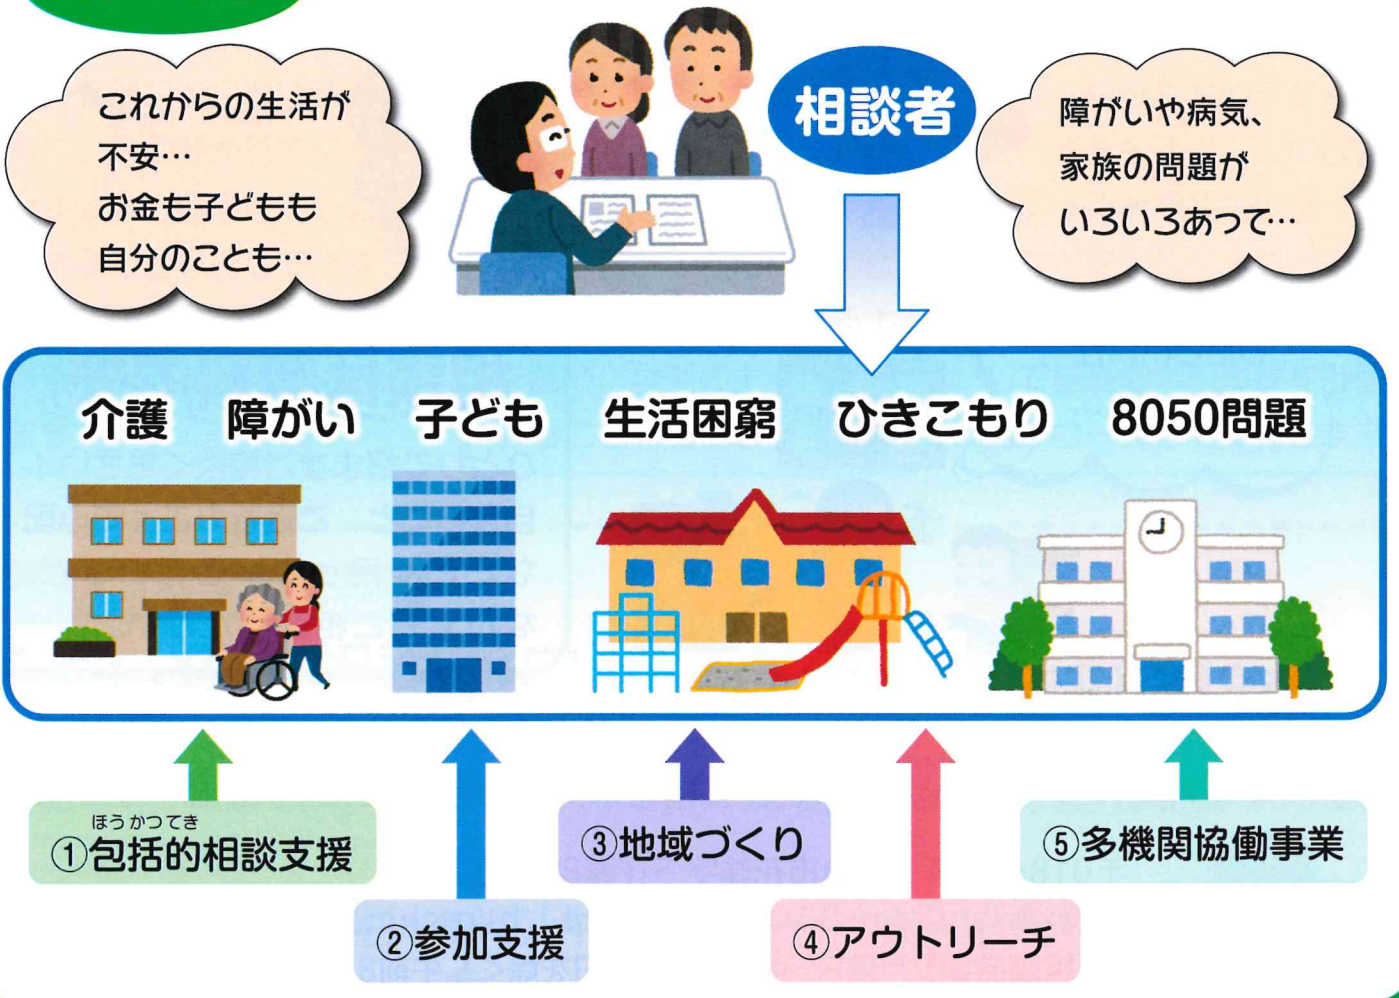 これからの生活が
不安…
お金も子どもも
自分のことも…
相談者
障がいや病気、
家族の問題が
いろいろあって…
介護 障がい 子ども 生活困窮 ひきこもり 8050問題
ほうかつてき
①包括的相談支援
②参加支援
③地域づくり
④アウトリーチ
⑤多機関協働事業